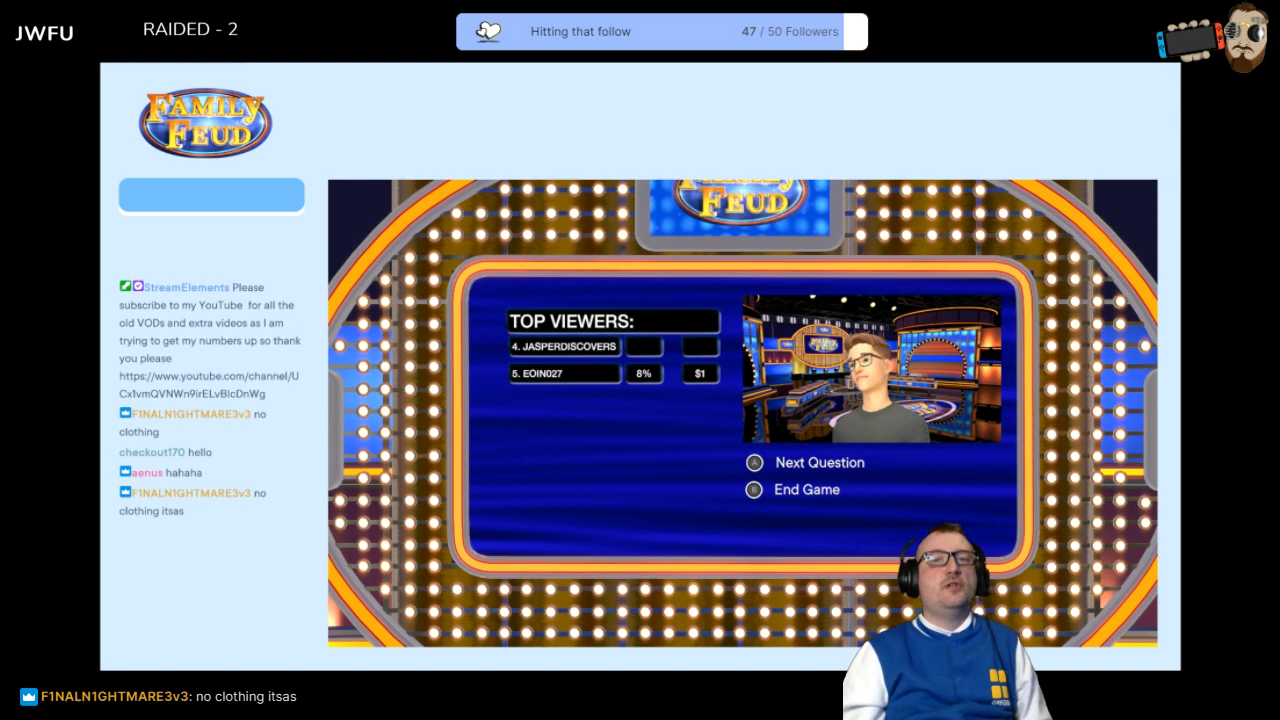 JWFU
RAIDED - 2
Hitting that follow
47 / 50 Followers
FAMILY
FEUD
FEUD
StreamElements Please
subscribe to my YouTube for all the
old VODs and extra videos as I am
trying to get my numbers up so thank
you please
https://www.youtube.com/channel/U
Cx1vmQVNWn9irELvBlcDnWg
F1NALN1GHTMARE3v3 no
clothing
checkout170 hello
aenus hahaha
F1NALN1GHTMARE3v3 no
clothing itsas
TOP VIEWERS:
4. JASPERDISCOVERS
5. EOIN027 8% $1
A Next Question
B End Game
F1NALN1GHTMARE3v3: no clothing itsas